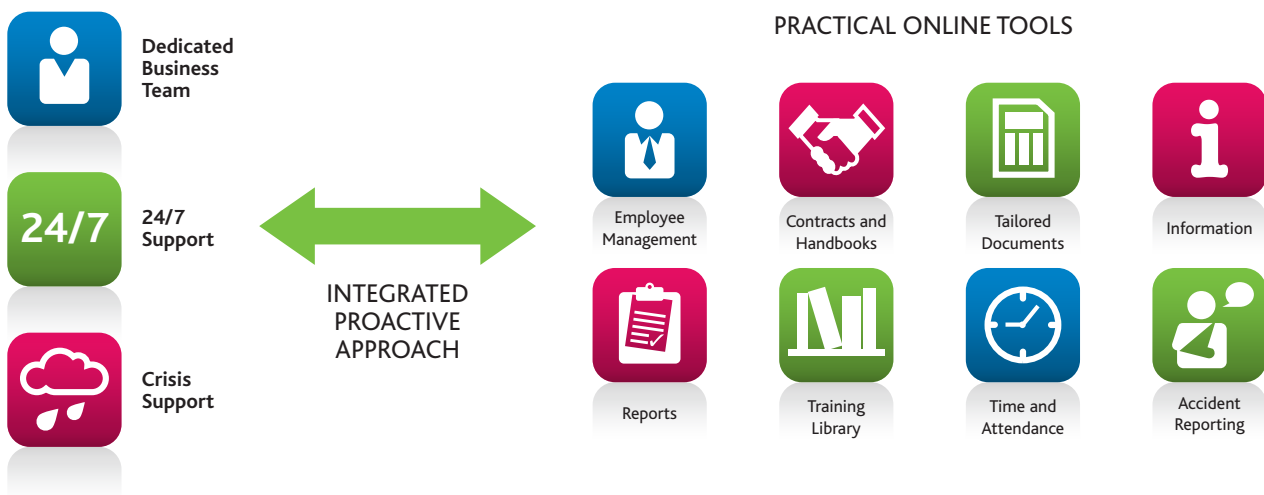 Dedicated
Business
Team
24/7
24/7
Support
Crisis
Support
INTEGRATED
PROACTIVE
APPROACH
PRACTICAL ONLINE TOOLS
Employee
Management
Contracts and
Handbooks
Tailored
Documents
Information
Reports
Training
Library
Time and
Attendance
Accident
Reporting